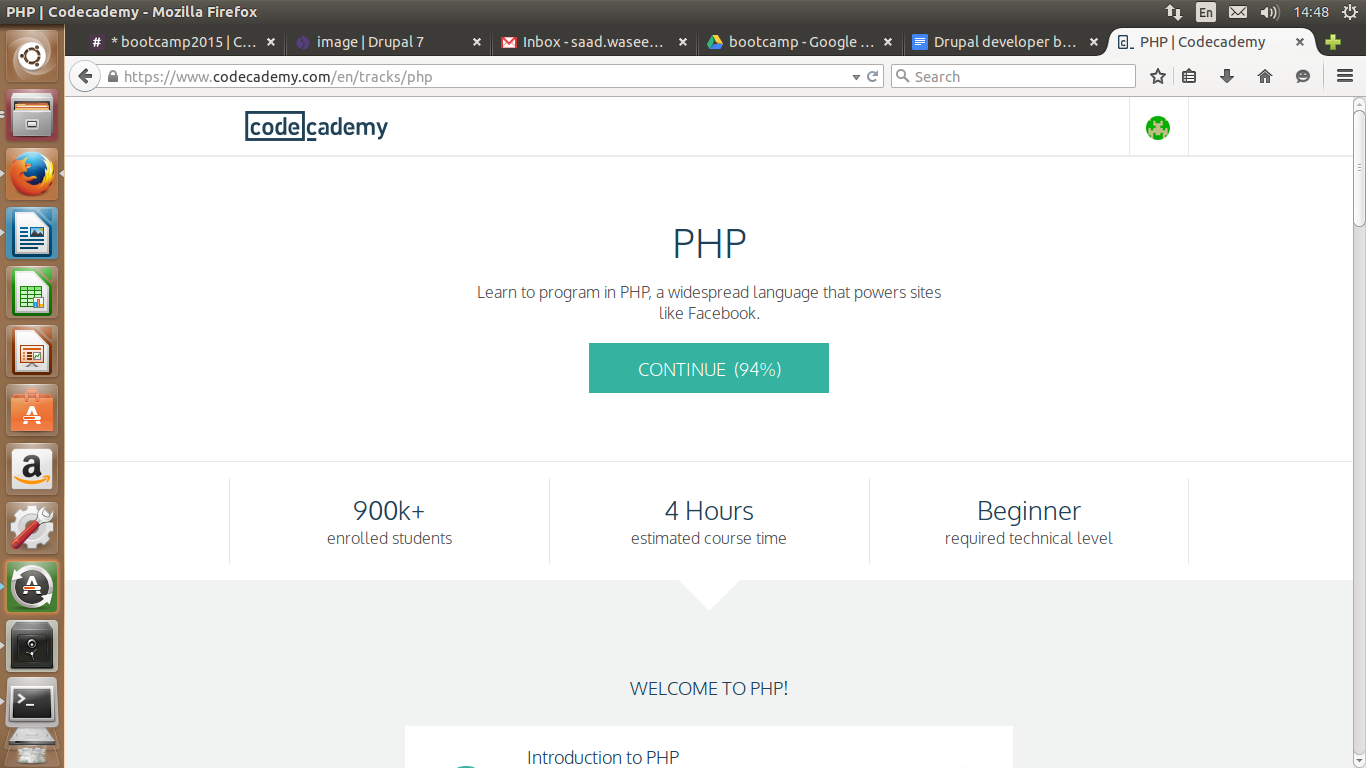 PHP | Codecademy - Mozilla Firefox
En
14:48
# * bootcamp2015 | C...
image | Drupal 7
Inbox - saad.wasee...
bootcamp - Google ...
Drupal developer b...
PHP | Codecademy
https://www.codecademy.com/en/tracks/php
Search
codecademy
PHP
Learn to program in PHP, a widespread language that powers sites
like Facebook.
CONTINUE (94%)
900k+
enrolled students
4 Hours
estimated course time
Beginner
required technical level
WELCOME TO PHP!
Introduction to PHP